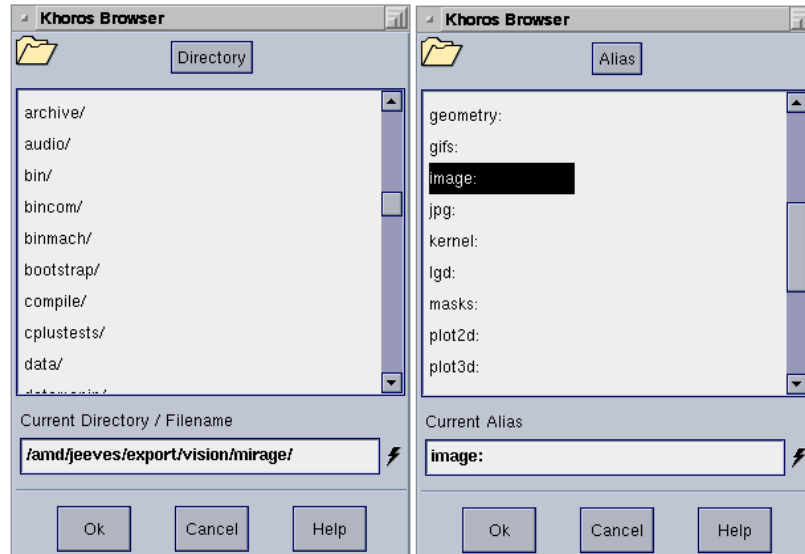 Khoros Browser
Directory
archive/
audio/
bin/
bincom/
binmach/
bootstrap/
compile/
cplustests/
data/
Current Directory / Filename
/amd/jeeves/export/vision/mirage/
Ok Cancel Help
Khoros Browser
Alias
geometry:
gifs:
image:
jpg:
kernel:
lgd:
masks:
plot2d:
plot3d:
Current Alias
image:
Ok Cancel Help